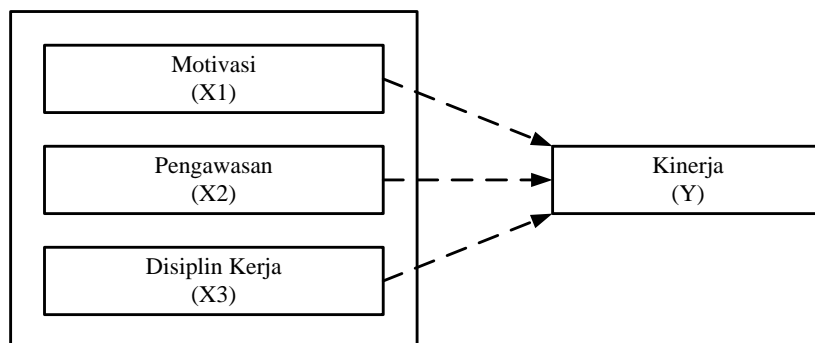 Motivasi
(X1)
Pengawasan
(X2)
Disiplin Kerja
(X3)
Kinerja
(Y)